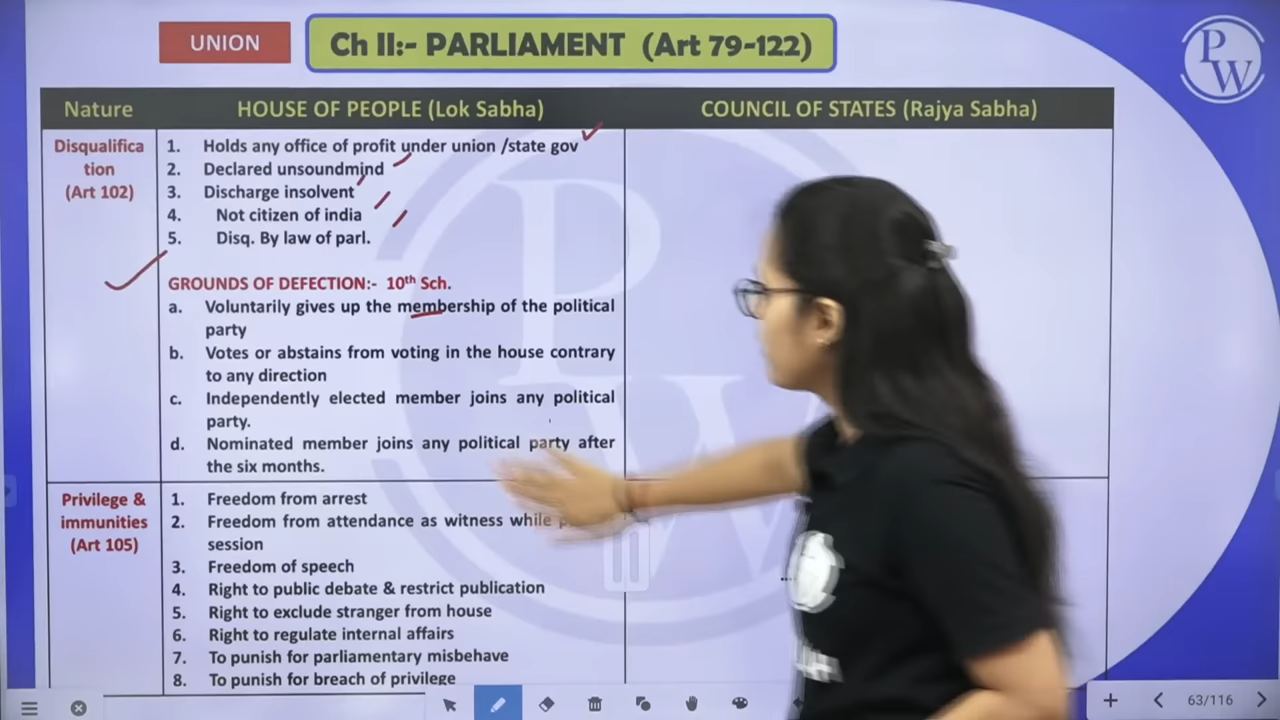 UNION
Ch II:- PARLIAMENT (Art 79-122)
PW
Nature
HOUSE OF PEOPLE (Lok Sabha)
COUNCIL OF STATES (Rajya Sabha)
Disqualifica
tion
(Art 102)
1. Holds any office of profit under union /state gov
2. Declared unsoundmind
3. Discharge insolvent
4. Not citizen of india
5. Disq. By law of parl.
GROUNDS OF DEFECTION:- 10th Sch.
a. Voluntarily gives up the membership of the political
party
b. Votes or abstains from voting in the house contrary
to any direction
c. Independently elected member joins any political
party.
d. Nominated member joins any political party after
the six months.
Privilege &
immunities
(Art 105)
1. Freedom from arrest
2. Freedom from attendance as witness while
session
3. Freedom of speech
4. Right to public debate & restrict publication
5. Right to exclude stranger from house
6. Right to regulate internal affairs
7. To punish for parliamentary misbehave
8. To punish for breach of privilege
PW
63/116